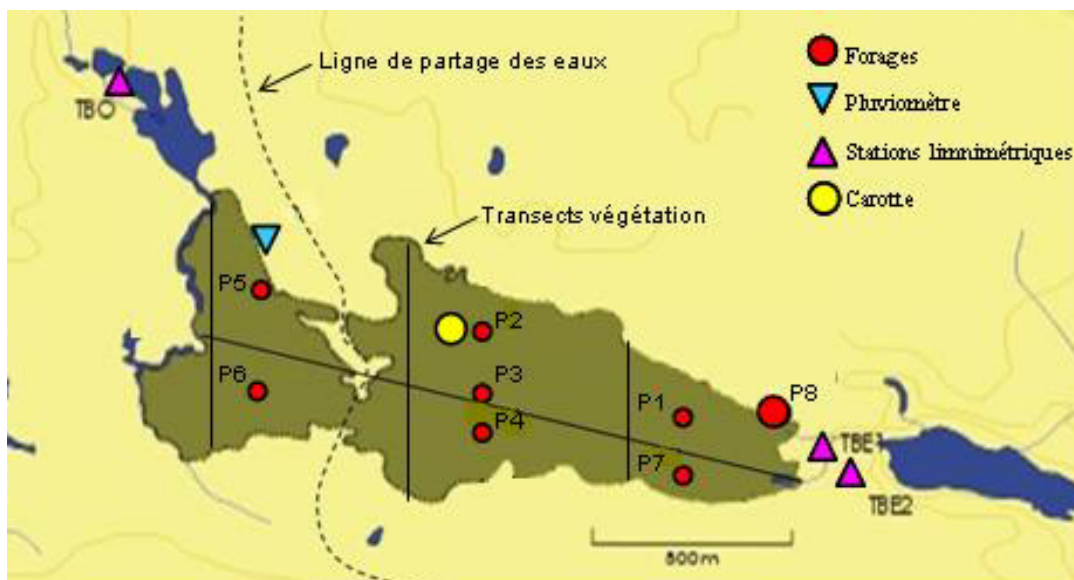 Ligne de partage des eaux
Forages
Pluviomètre
Stations limnimétriques
Carotte
TBO
Transects végétation
P5
P2
P6
P3
P4
P1
P8
P7
TBE1
TBE2
500m